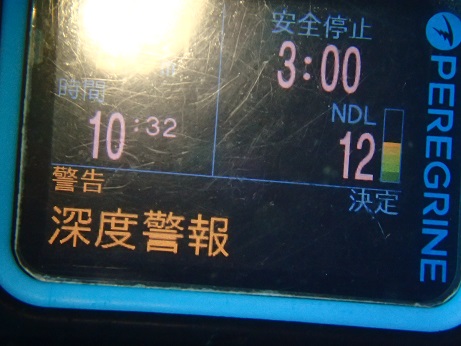 安全停止
3:00
時間
10:32
NDL
12
警告
決定
深度警報
PEREGRINE